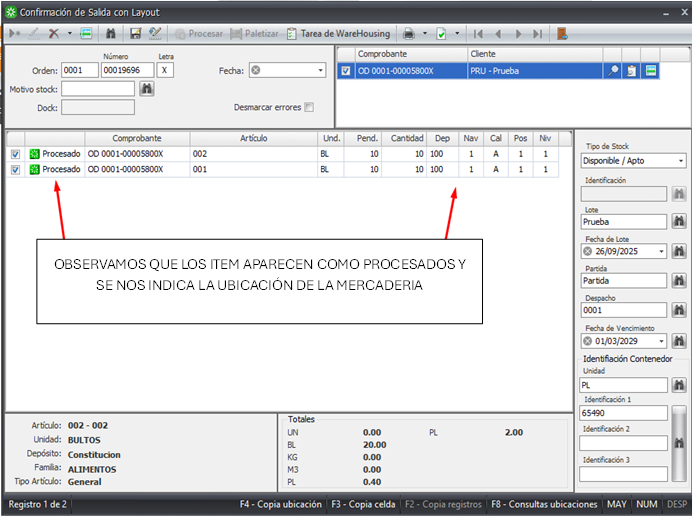 Confirmación de Salida con Layout
Procesar Paletizar Tarea de WareHousing
Número Letra
Orden: 0001 00019696 X Fecha:
Motivo stock:
Dock: Desmarcar errores
Comprobante Cliente
OD 0001-00005800X PRU - Prueba
Comprobante Artículo Und. Pend. Cantidad Dep Nav Cal Pos Niv
Procesado OD 0001-00005800X 002 BL 10 10 100 1 A 1 1
Procesado OD 0001-00005800X 001 BL 10 10 100 1 A 1 1
OBSERVAMOS QUE LOS ITEM APARECEN COMO PROCESADOS Y
SE NOS INDICA LA UBICACIÓN DE LA MERCADERIA
Tipo de Stock
Disponible / Apto
Identificación
Lote
Prueba
Fecha de Lote
26/09/2025
Partida
Partida
Despacho
0001
Fecha de Vencimiento
01/03/2029
Identifiación Contenedor
Unidad
PL
Identificación 1
65490
Identificación 2
Identificación 3
Artículo: 002 - 002
Unidad: BULTOS
Depósito: Constitucion
Familia: ALIMENTOS
Tipo Artículo: General
Totales
UN 0.00 PL 2.00
BL 20.00
KG 0.00
M3 0.00
PL 0.40
Registro 1 de 2 F4 - Copia ubicación F3 - Copia celda F2 - Copia registros F8 - Consultas ubicaciones MAY NUM DESP